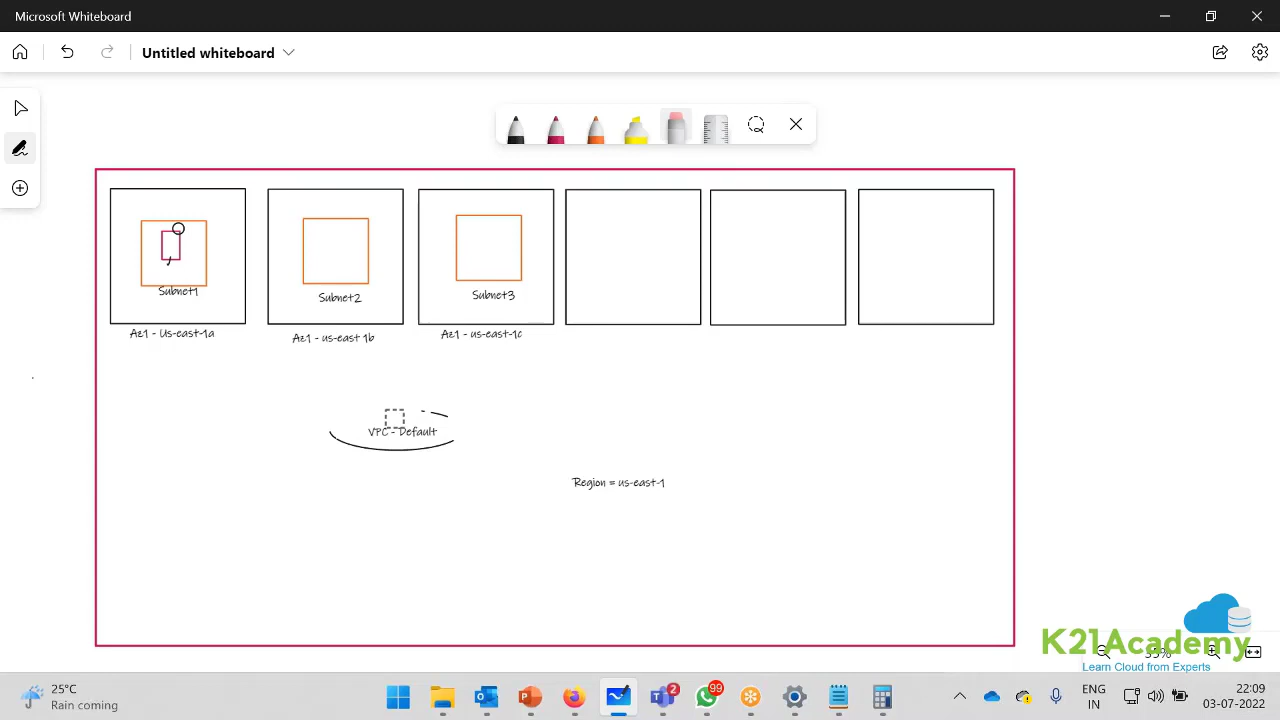 Microsoft Whiteboard
Untitled whiteboard
Subnet1
Subnet2
Subnet3
Az1 - Us-east-1a
Az1 - us-east 1b
Az1 - us-east-1c
VPC - Default
Region = us-east-1
K21Academy
Learn Cloud from Experts
25°C
Rain coming
2
99
ENG
IN
22:09
03-07-2022